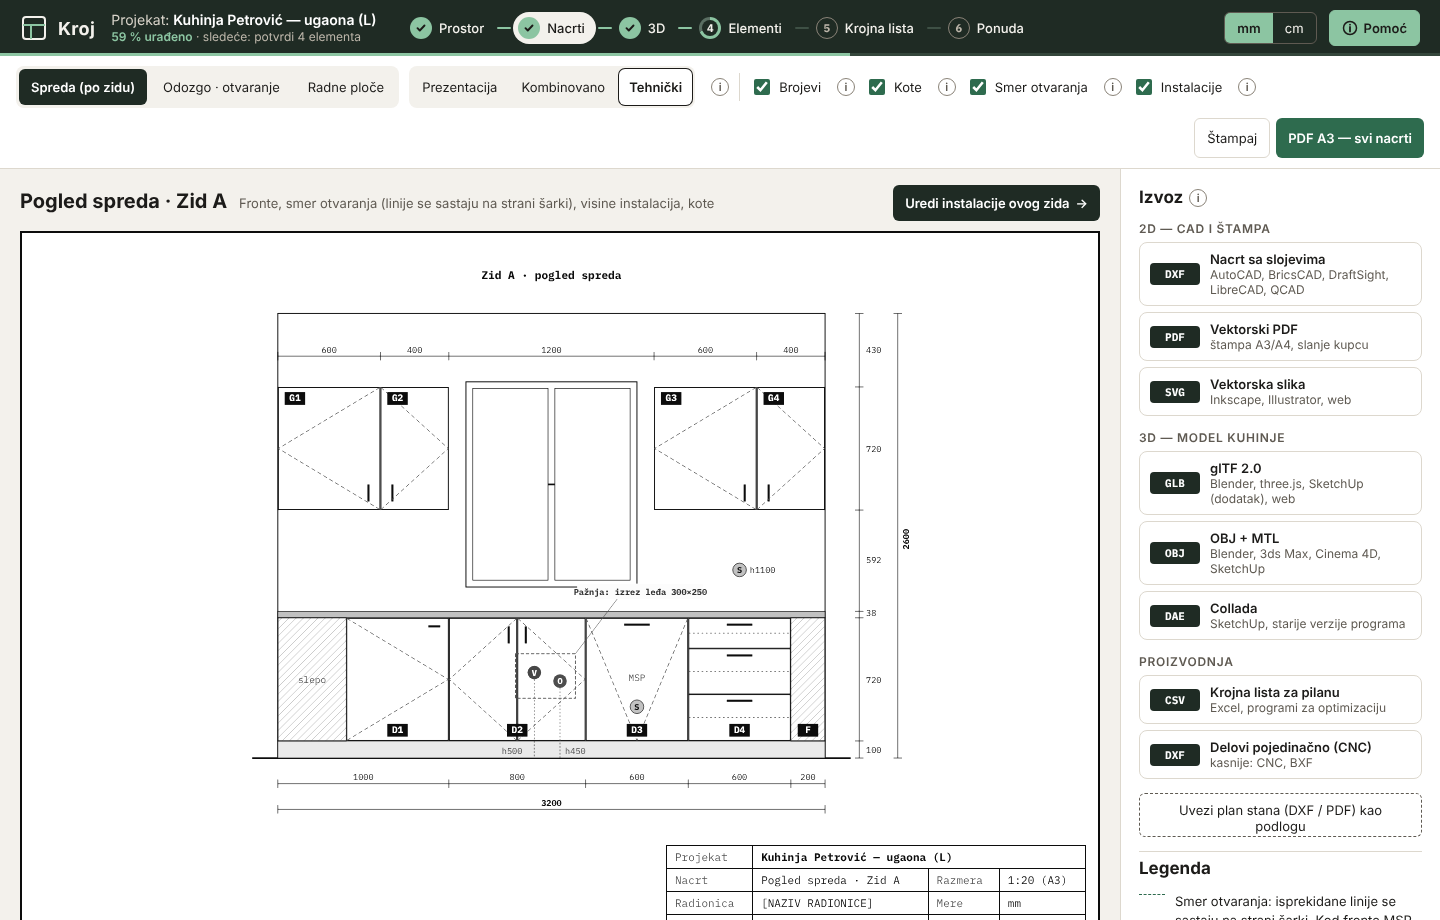 Kroj
Projekat: Kuhinja Petrović — ugaona (L)
59 % urađeno · sledeće: potvrdi 4 elementa
Prostor
Nacrti
3D
4 Elementi
5 Krojna lista
6 Ponuda
mm cm
Pomoć
Spreda (po zidu) Odozgo · otvaranje Radne ploče
Prezentacija Kombinovano Tehnički
Brojevi Kote Smer otvaranja Instalacije
Štampaj PDF A3 — svi nacrti
Pogled spreda · Zid A Fronte, smer otvaranja (linije se sastaju na strani šarki), visine instalacija, kote
Uredi instalacije ovog zida →
Zid A · pogled spreda
600 400 1200 600 400 430
G1 G2 G3 G4
720
2600
S h1100 592
Pažnja: izrez leđa 300×250
38
slepo V O MSP 720
S
D1 D2 D3 D4 F
h500 h450 100
1000 800 600 600 200
3200
Projekat Kuhinja Petrović — ugaona (L)
Nacrt Pogled spreda · Zid A Razmera 1:20 (A3)
Radionica [NAZIV RADIONICE] Mere mm
Izvoz
2D — CAD I ŠTAMPA
DXF Nacrt sa slojevima
AutoCAD, BricsCAD, DraftSight,
LibreCAD, QCAD
PDF Vektorski PDF
štampa A3/A4, slanje kupcu
SVG Vektorska slika
Inkscape, Illustrator, web
3D — MODEL KUHINJE
GLB glTF 2.0
Blender, three.js, SketchUp
(dodatak), web
OBJ OBJ + MTL
Blender, 3ds Max, Cinema 4D,
SketchUp
DAE Collada
SketchUp, starije verzije programa
PROIZVODNJA
CSV Krojna lista za pilanu
Excel, programi za optimizaciju
DXF Delovi pojedinačno (CNC)
kasnije: CNC, BXF
Uvezi plan stana (DXF / PDF) kao
podlogu
Legenda
Smer otvaranja: isprekidane linije se
sastaju na strani šarki. Kod fronte MSP